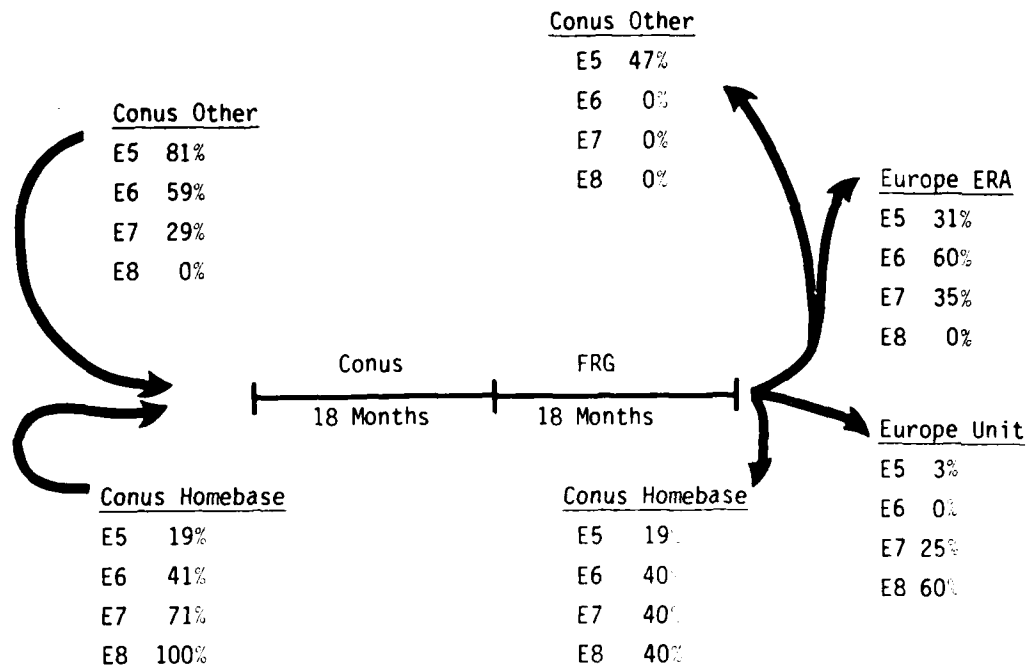 Conus Other
E5 47%
E6 0%
E7 0%
E8 0%
Conus Other
E5 81%
E6 59%
E7 29%
E8 0%
Europe ERA
E5 31%
E6 60%
E7 35%
E8 0%
Conus
FRG
18 Months
18 Months
Europe Unit
E5 3%
E6 0%
E7 25%
E8 60%
Conus Homebase
E5 19%
E6 41%
E7 71%
E8 100%
Conus Homebase
E5 19%
E6 40%
E7 40%
E8 40%